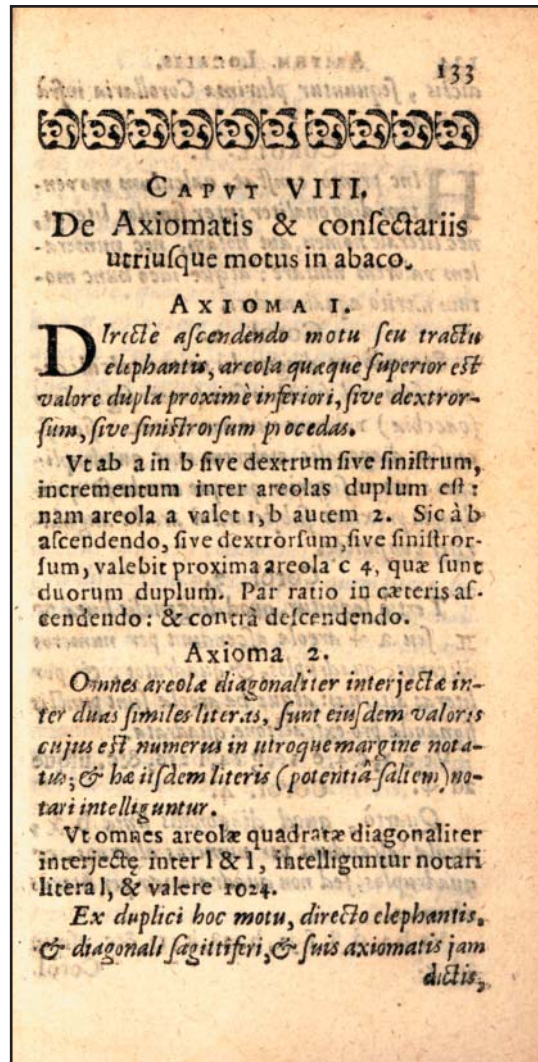 133
CAPVT VIII.
De Axiomatis & consectariis
utriusque motus in abaco.
AXIOMA I.
DIrectè ascendendo motu seu tractu
elephantis, areola quæque superior est
valore dupla proximè inferiori, sive dextror-
sum, sive sinistrorsum procedas.
Vt ab a in b sive dextrum sive sinistrum,
incrementum inter areolas duplum est:
nam areola a valet 1, b autem 2. Sic à b
ascendendo, sive dextrorsum, sive sinistror-
sum, valebit proxima areola c 4, quæ sunt
duorum duplum. Par ratio in cæteris as-
cendendo: & contrà descendendo.
Axioma 2.
Omnes areolæ diagonaliter interjectæ in-
ter duas similes literas, sunt ejusdem valoris
cujus est numerus in utroque margine nota-
tus; & hæ iisdem literis (potentiâ saltem) no-
tari intelliguntur.
Vt omnes areolæ quadratæ diagonaliter
interjectę inter l & l, intelliguntur notari
litera l, & valere 1024.
Ex duplici hoc motu, directo elephantis,
& diagonali sagittiferi, & suis axiomatis jam
dictis,